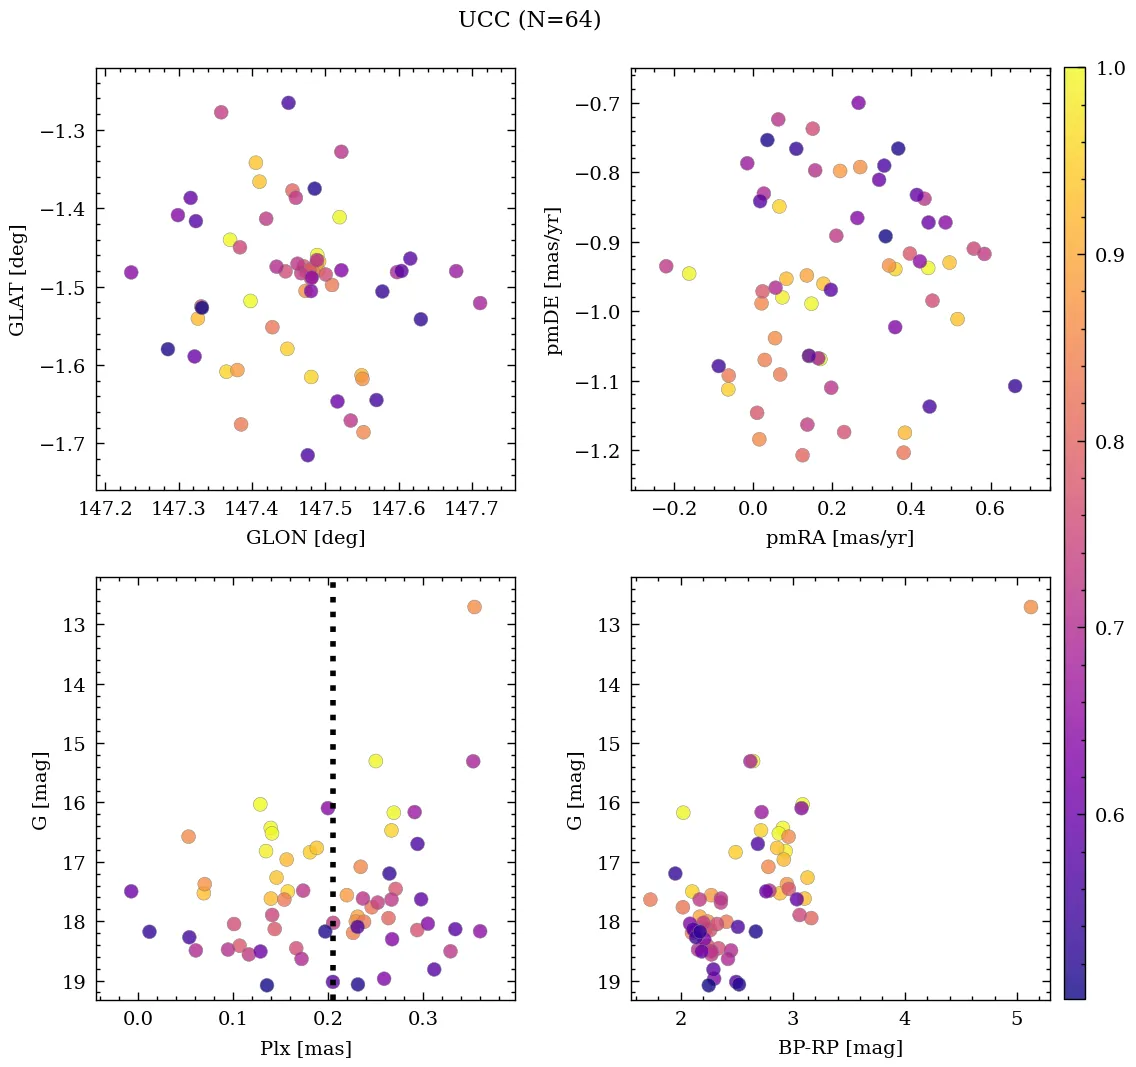 UCC (N=64)
−1.3
−1.4
−1.5
−1.6
−1.7
GLAT [deg]
147.2 147.3 147.4 147.5 147.6 147.7
GLON [deg]
−0.7
−0.8
−0.9
−1.0
−1.1
−1.2
pmDE [mas/yr]
−0.2 0.0 0.2 0.4 0.6
pmRA [mas/yr]
13
14
15
16
17
18
19
G [mag]
0.0 0.1 0.2 0.3
Plx [mas]
13
14
15
16
17
18
19
G [mag]
2 3 4 5
BP-RP [mag]
1.0
0.9
0.8
0.7
0.6